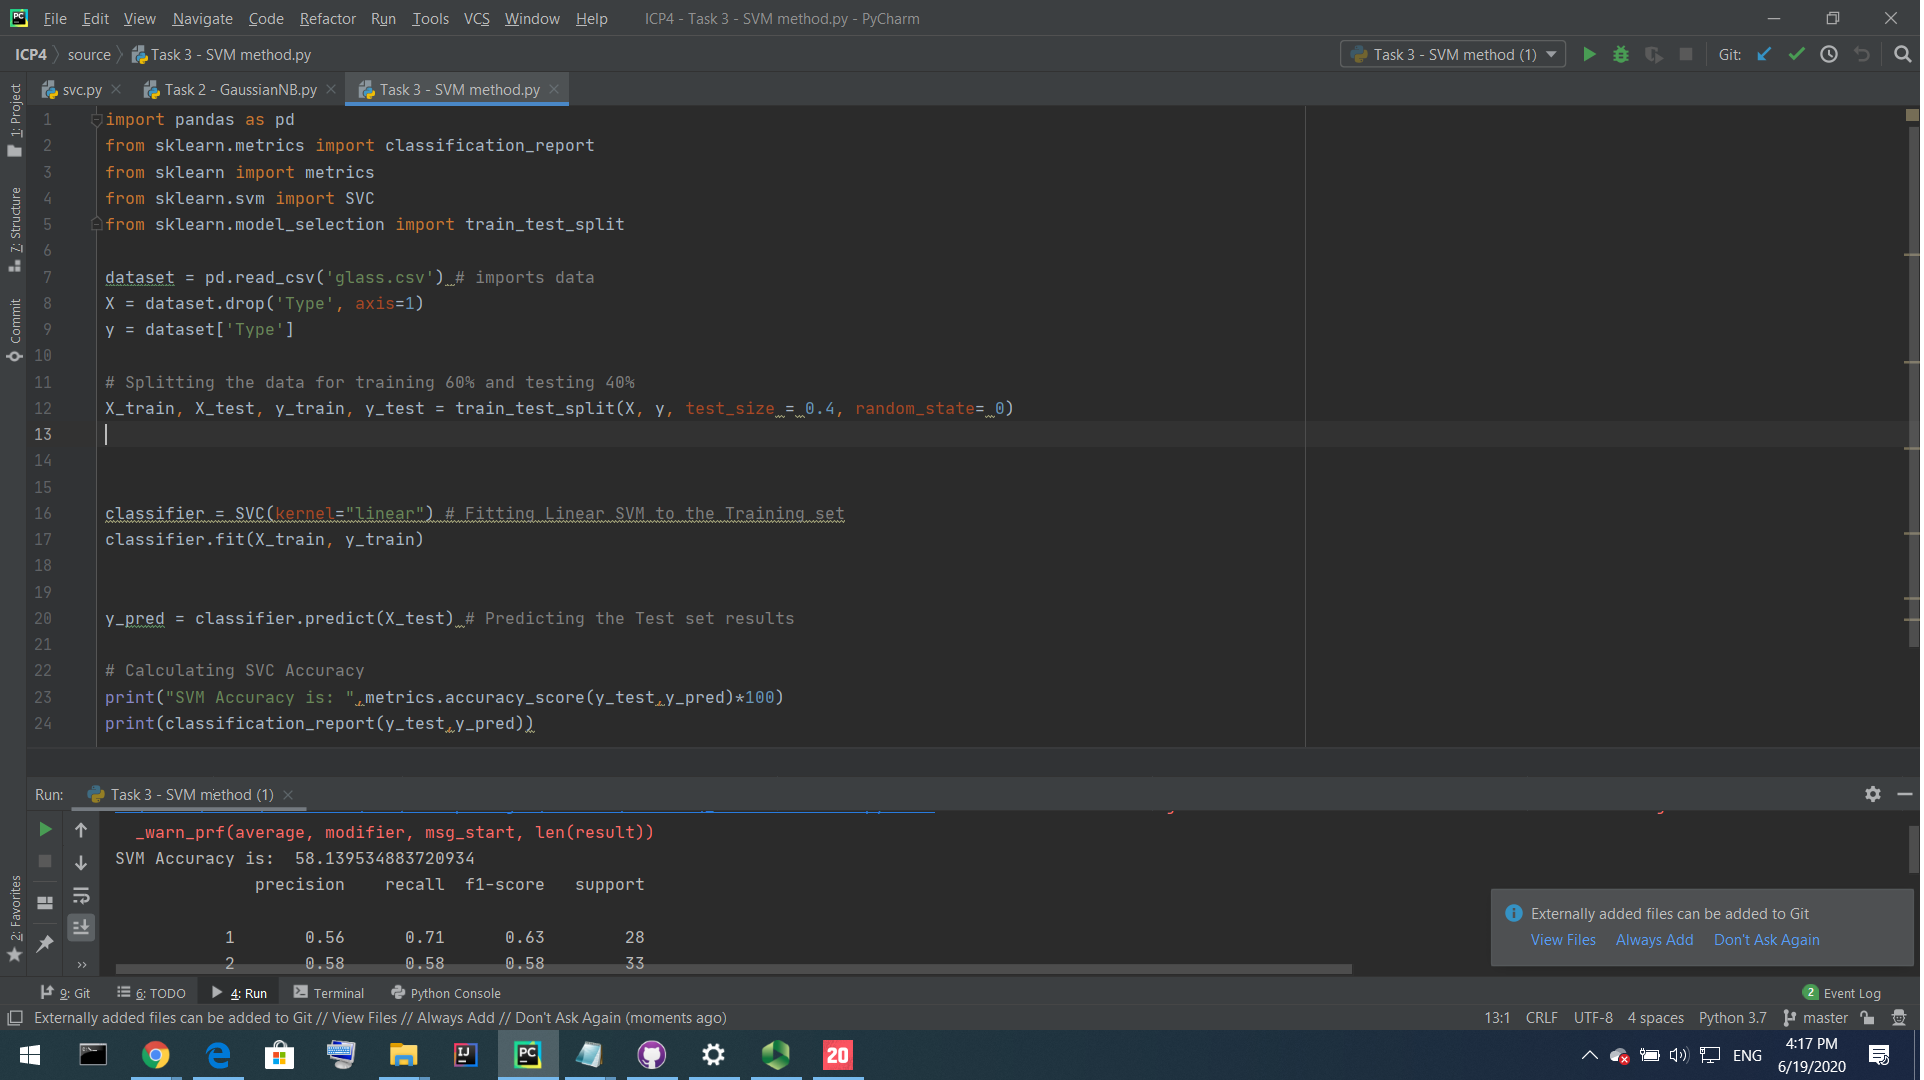 File Edit View Navigate Code Refactor Run Tools VCS Window Help ICP4 - Task 3 - SVM method.py - PyCharm
ICP4 source Task 3 - SVM method.py Task 3 - SVM method (1) Git:
svc.py Task 2 - GaussianNB.py Task 3 - SVM method.py
1: Project
7: Structure
Commit
2: Favorites
1 import pandas as pd
2 from sklearn.metrics import classification_report
3 from sklearn import metrics
4 from sklearn.svm import SVC
5 from sklearn.model_selection import train_test_split
6
7 dataset = pd.read_csv('glass.csv') # imports data
8 X = dataset.drop('Type', axis=1)
9 y = dataset['Type']
10
11 # Splitting the data for training 60% and testing 40%
12 X_train, X_test, y_train, y_test = train_test_split(X, y, test_size = 0.4, random_state= 0)
13
14
15
16 classifier = SVC(kernel="linear") # Fitting Linear SVM to the Training set
17 classifier.fit(X_train, y_train)
18
19
20 y_pred = classifier.predict(X_test) # Predicting the Test set results
21
22 # Calculating SVC Accuracy
23 print("SVM Accuracy is: ",metrics.accuracy_score(y_test,y_pred)*100)
24 print(classification_report(y_test,y_pred))
Run: Task 3 - SVM method (1)
_warn_prf(average, modifier, msg_start, len(result))
SVM Accuracy is:  58.139534883720934
precision recall f1-score support
1 0.56 0.71 0.63 28
2 0.58 0.58 0.58 33
Externally added files can be added to Git
View Files Always Add Don't Ask Again
9: Git 6: TODO 4: Run Terminal Python Console 2 Event Log
Externally added files can be added to Git // View Files // Always Add // Don't Ask Again (moments ago) 13:1 CRLF UTF-8 4 spaces Python 3.7 master
PC IJ PC 20 ENG 4:17 PM
6/19/2020